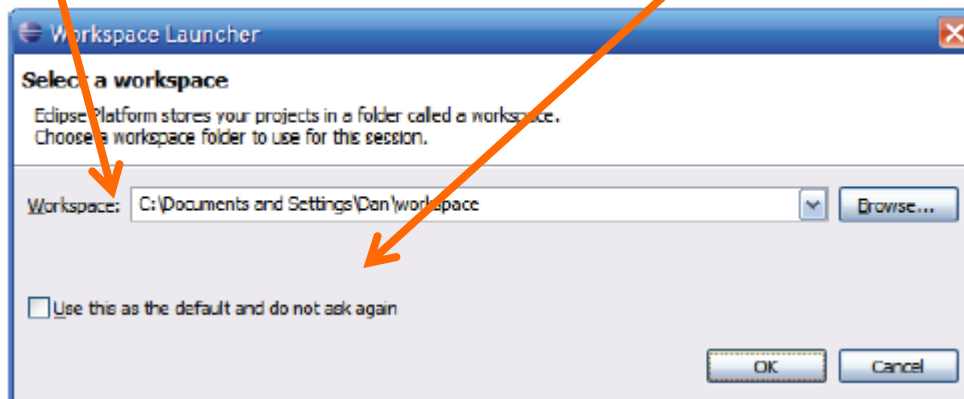 Workspace Launcher
Select a workspace
Eclipse Platform stores your projects in a folder called a workspace.
Choose a workspace folder to use for this session.
Workspace: C:\Documents and Settings\Dan\workspace Browse...
Use this as the default and do not ask again
OK Cancel